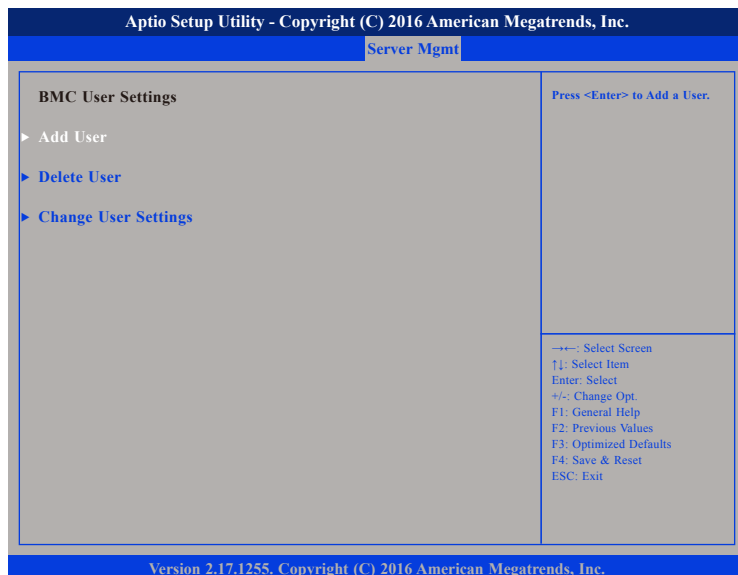 Aptio Setup Utility - Copyright (C) 2016 American Megatrends, Inc.
Server Mgmt
BMC User Settings
► Add User
► Delete User
► Change User Settings
Press <Enter> to Add a User.
→←: Select Screen
↑↓: Select Item
Enter: Select
+/-: Change Opt.
F1: General Help
F2: Previous Values
F3: Optimized Defaults
F4: Save & Reset
ESC: Exit
Version 2.17.1255. Copyright (C) 2016 American Megatrends, Inc.